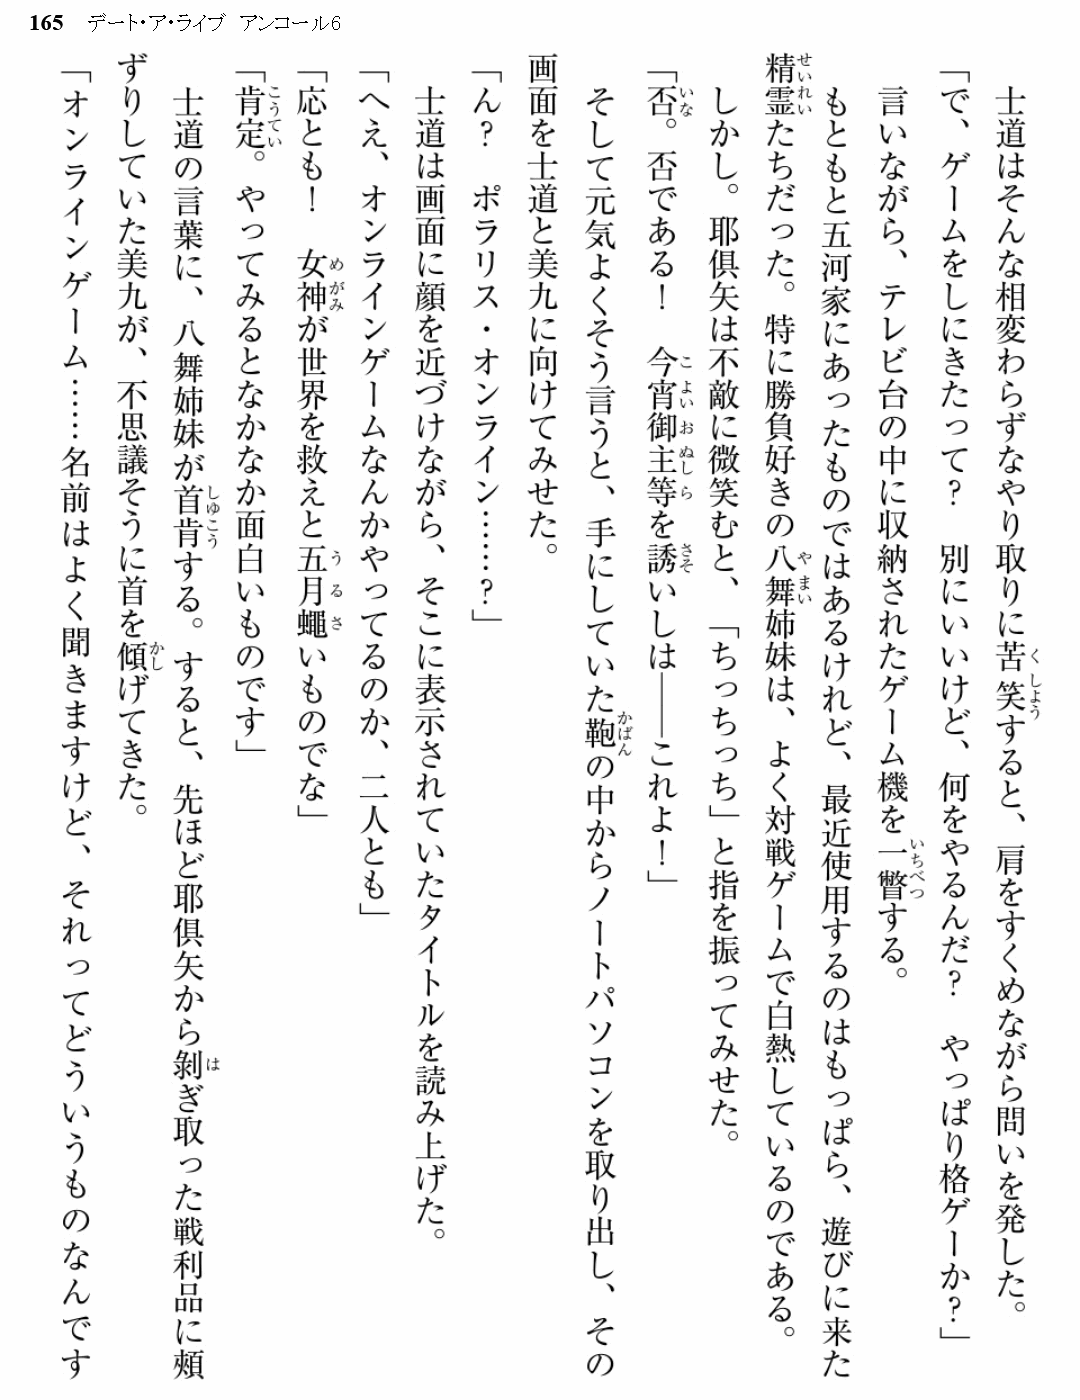 165　デート・ア・ライブ　アンコール6
　士道はそんな相変わらずなやり取りに苦笑すると、肩をすくめながら問いを発した。
「で、ゲームをしにきたって？　別にいいけど、何をやるんだ？　やっぱり格ゲーか？」
　言いながら、テレビ台の中に収納されたゲーム機を一瞥する。
　もともと五河家にあったものではあるけれど、最近使用するのはもっぱら、遊びに来た
精霊たちだった。特に勝負好きの八舞姉妹は、よく対戦ゲームで白熱しているのである。
　しかし。耶倶矢は不敵に微笑むと、「ちっちっち」と指を振ってみせた。
「否。否である！　今宵御主等を誘いしは――これよ！」
　そして元気よくそう言うと、手にしていた鞄の中からノートパソコンを取り出し、その
画面を士道と美九に向けてみせた。
「ん？　ポラリス・オンライン……？」
　士道は画面に顔を近づけながら、そこに表示されていたタイトルを読み上げた。
「へえ、オンラインゲームなんかやってるのか、二人とも」
「応とも！　女神が世界を救えと五月蠅いものでな」
「肯定。やってみるとなかなか面白いものです」
　士道の言葉に、八舞姉妹が首肯する。すると、先ほど耶倶矢から剝ぎ取った戦利品に頰
ずりしていた美九が、不思議そうに首を傾げてきた。
「オンラインゲーム……名前はよく聞きますけど、それってどういうものなんです